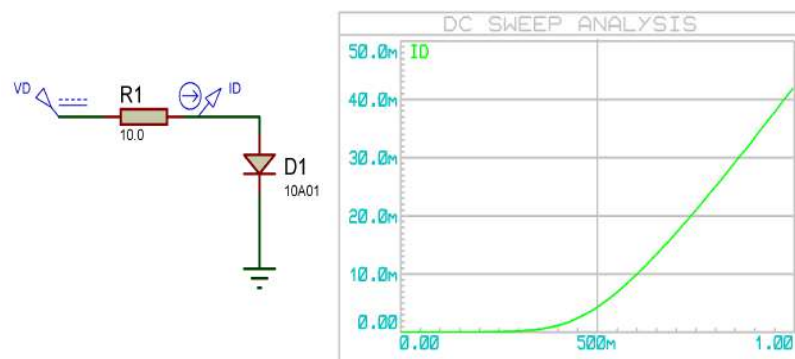 VD
R1
10.0
ID
D1
10A01
DC SWEEP ANALYSIS
ID
50.0m
40.0m
30.0m
20.0m
10.0m
0.00
0.00 500m 1.00